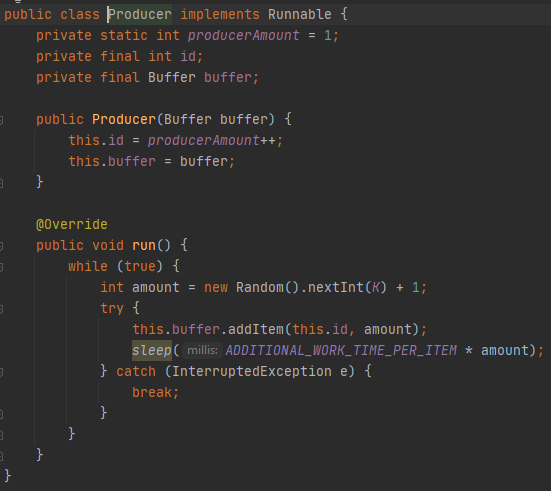 public class Producer implements Runnable {
    private static int producerAmount = 1;
    private final int id;
    private final Buffer buffer;

    public Producer(Buffer buffer) {
        this.id = producerAmount++;
        this.buffer = buffer;
    }

    @Override
    public void run() {
        while (true) {
            int amount = new Random().nextInt(K) + 1;
            try {
                this.buffer.addItem(this.id, amount);
                sleep( millis: ADDITIONAL_WORK_TIME_PER_ITEM * amount);
            } catch (InterruptedException e) {
                break;
            }
        }
    }
}